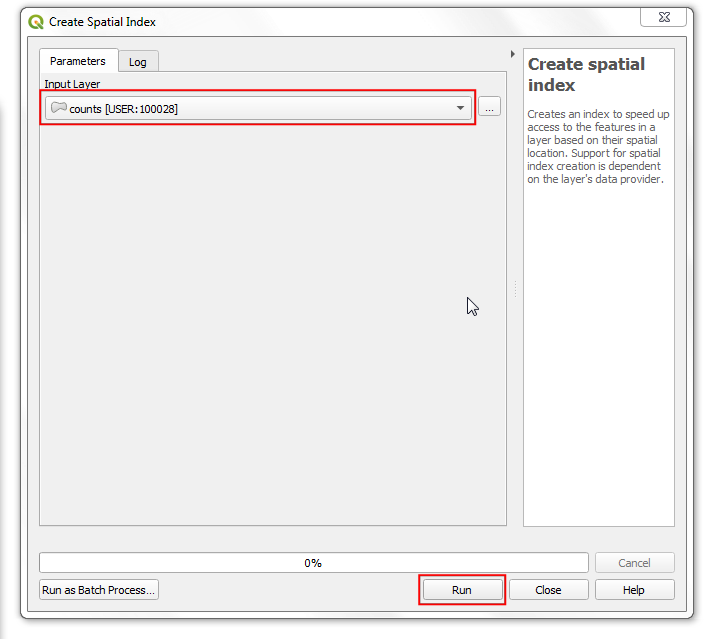 Create Spatial Index
Parameters
Log
Input Layer
counts [USER:100028]
...
Create spatial
index
Creates an index to speed up
access to the features in a
layer based on their spatial
location. Support for spatial
index creation is dependent
on the layer's data provider.
0%
Cancel
Run as Batch Process...
Run
Close
Help